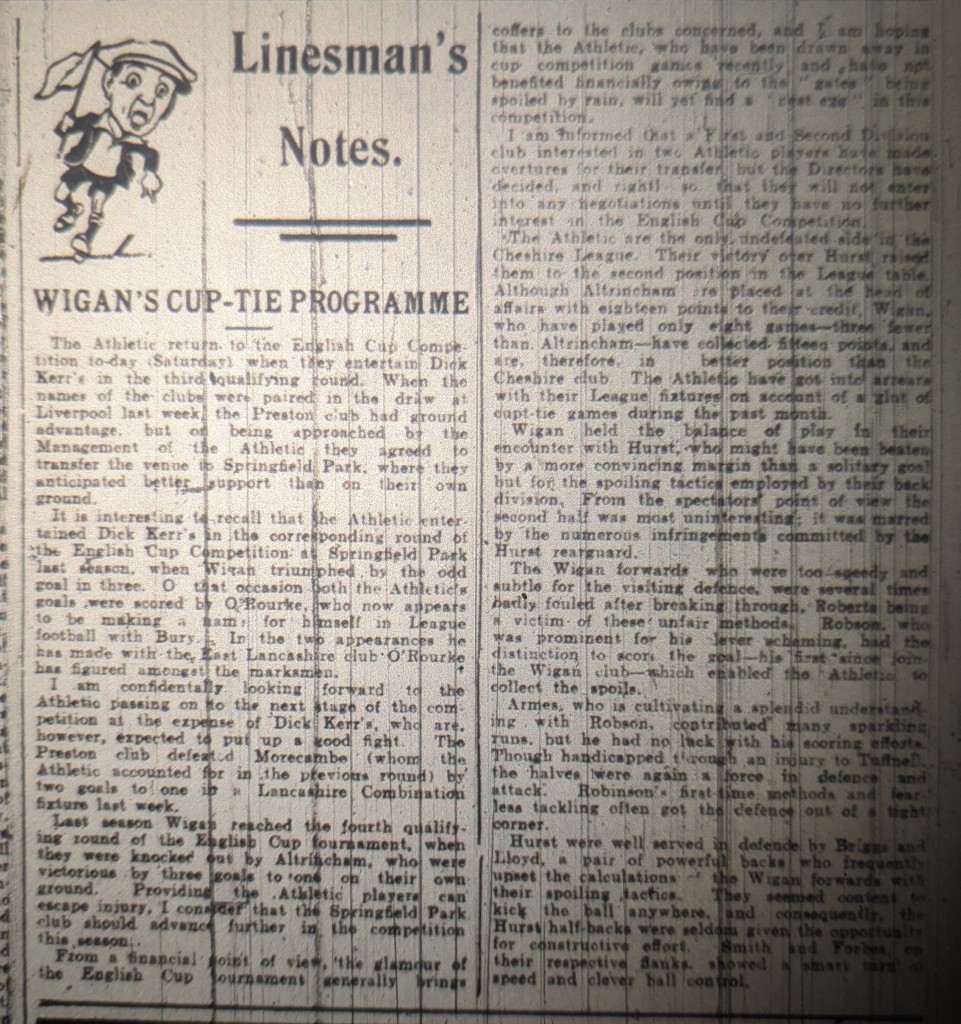 Linesman's
Notes.
WIGAN'S CUP-TIE PROGRAMME
The Athletic return to the English Cup Compe-
tition to-day (Saturday) when they entertain Dick
Kerr's in the third qualifying round. When the
names of the clubs were paired in the draw at
Liverpool last week, the Preston club had ground
advantage, but on being approached by the
Management of the Athletic they agreed to
transfer the venue to Springfield Park, where they
anticipated better support than on their own
ground.
It is interesting to recall that the Athletic enter-
tained Dick Kerr's in the corresponding round of
the English Cup Competition at Springfield Park
last season, when Wigan triumphed by the odd
goal in three. O that occasion both the Athletic's
goals were scored by O'Rourke, who now appears
to be making a name for himself in League
football with Bury. In the two appearances he
has made with the East Lancashire club O'Rourke
has figured amongst the marksmen.
I am confidentally looking forward to the
Athletic passing on to the next stage of the com-
petition at the expense of Dick Kerr's, who are,
however, expected to put up a good fight. The
Preston club defeated Morecambe (whom the
Athletic accounted for in the previous round) by
two goals to one in a Lancashire Combination
fixture last week.
Last season Wigan reached the fourth qualify-
ing round of the English Cup tournament, when
they were knocked out by Altrincham, who were
victorious by three goals to one on their own
ground. Providing the Athletic players can
escape injury, I consider that the Springfield Park
club should advance further in the competition
this season.
From a financial point of view, the glamour of
the English Cup tournament generally brings
coffers to the clubs concerned, and I am hoping
that the Athletic, who have been drawn away in
cup competition games recently and have not
benefited financially owing to the "gates" being
spoiled by rain, will yet find a "nest egg" in this
competition.
I am informed that a First and Second Division
club interested in two Athletic players have made
overtures for their transfer, but the Directors have
decided, and rightl so, that they will not enter
into any negotiations until they have no further
interest in the English Cup Competition.
The Athletic are the only undefeated side in the
Cheshire League. Their victory over Hurst raised
them to the second position in the League table.
Although Altrincham are placed at the head of
affairs with eighteen points to their credit, Wigan,
who have played only eight games—three fewer
than Altrincham—have collected fifteen points, and
are, therefore, in better position than the
Cheshire club. The Athletic have got into arrears
with their League fixtures on account of a glut of
cupt-tie games during the past month.
Wigan held the balance of play in their
encounter with Hurst, who might have been beaten
by a more convincing margin than a solitary goal
but for the spoiling tactics employed by their back
division. From the spectators' point of view the
second half was most uninteresting; it was marred
by the numerous infringements committed by the
Hurst rearguard.
The Wigan forwards who were too speedy and
subtle for the visiting defence, were several times
badly fouled after breaking through, Roberts being
a victim of these unfair methods. Robson, who
was prominent for his clever scheming, had the
distinction to score the goal—his first since join-
the Wigan club—which enabled the Athletic to
collect the spoils.
Armes, who is cultivating a splendid understand-
ing with Robson, contributed many sparkling
runs, but he had no luck with his scoring efforts.
Though handicapped through an injury to Tuffnell,
the halves were again a force in defence and
attack. Robinson's first-time methods and fear-
less tackling often got the defence out of a tight
corner.
Hurst were well served in defence by Briggs and
Lloyd, a pair of powerful backs who frequently
upset the calculations of the Wigan forwards with
their spoiling tactics. They seemed content to
kick the ball anywhere, and consequently, the
Hurst half-backs were seldom given the opportunity
for constructive effort. Smith and Forbes, on
their respective flanks, showed a smart turn of
speed and clever ball control.